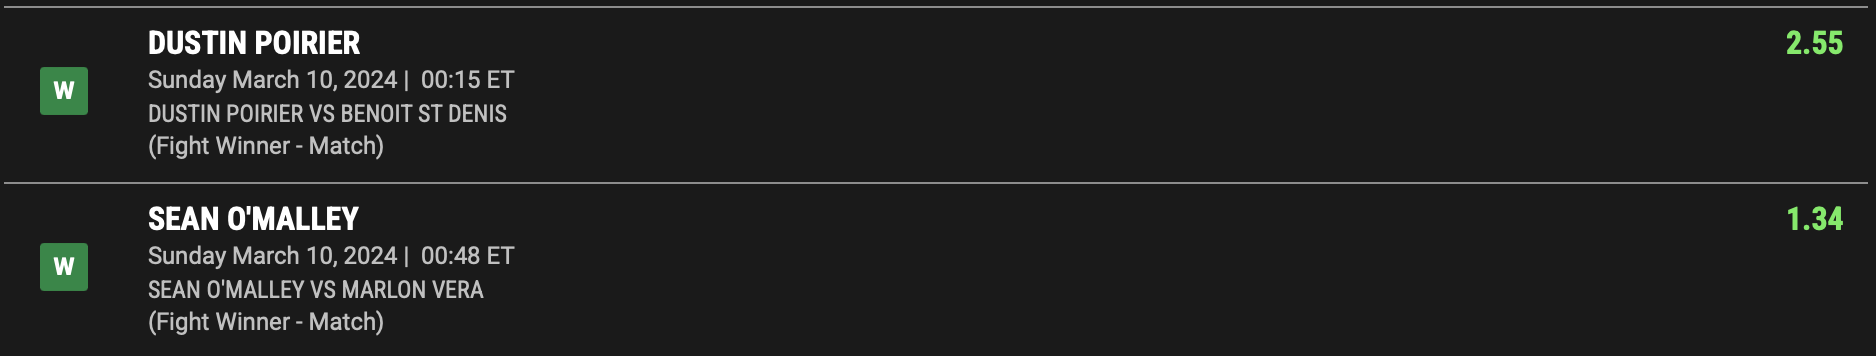 DUSTIN POIRIER 2.55
Sunday March 10, 2024 | 00:15 ET
W
DUSTIN POIRIER VS BENOIT ST DENIS
(Fight Winner - Match)
SEAN O'MALLEY 1.34
Sunday March 10, 2024 | 00:48 ET
W
SEAN O'MALLEY VS MARLON VERA
(Fight Winner - Match)